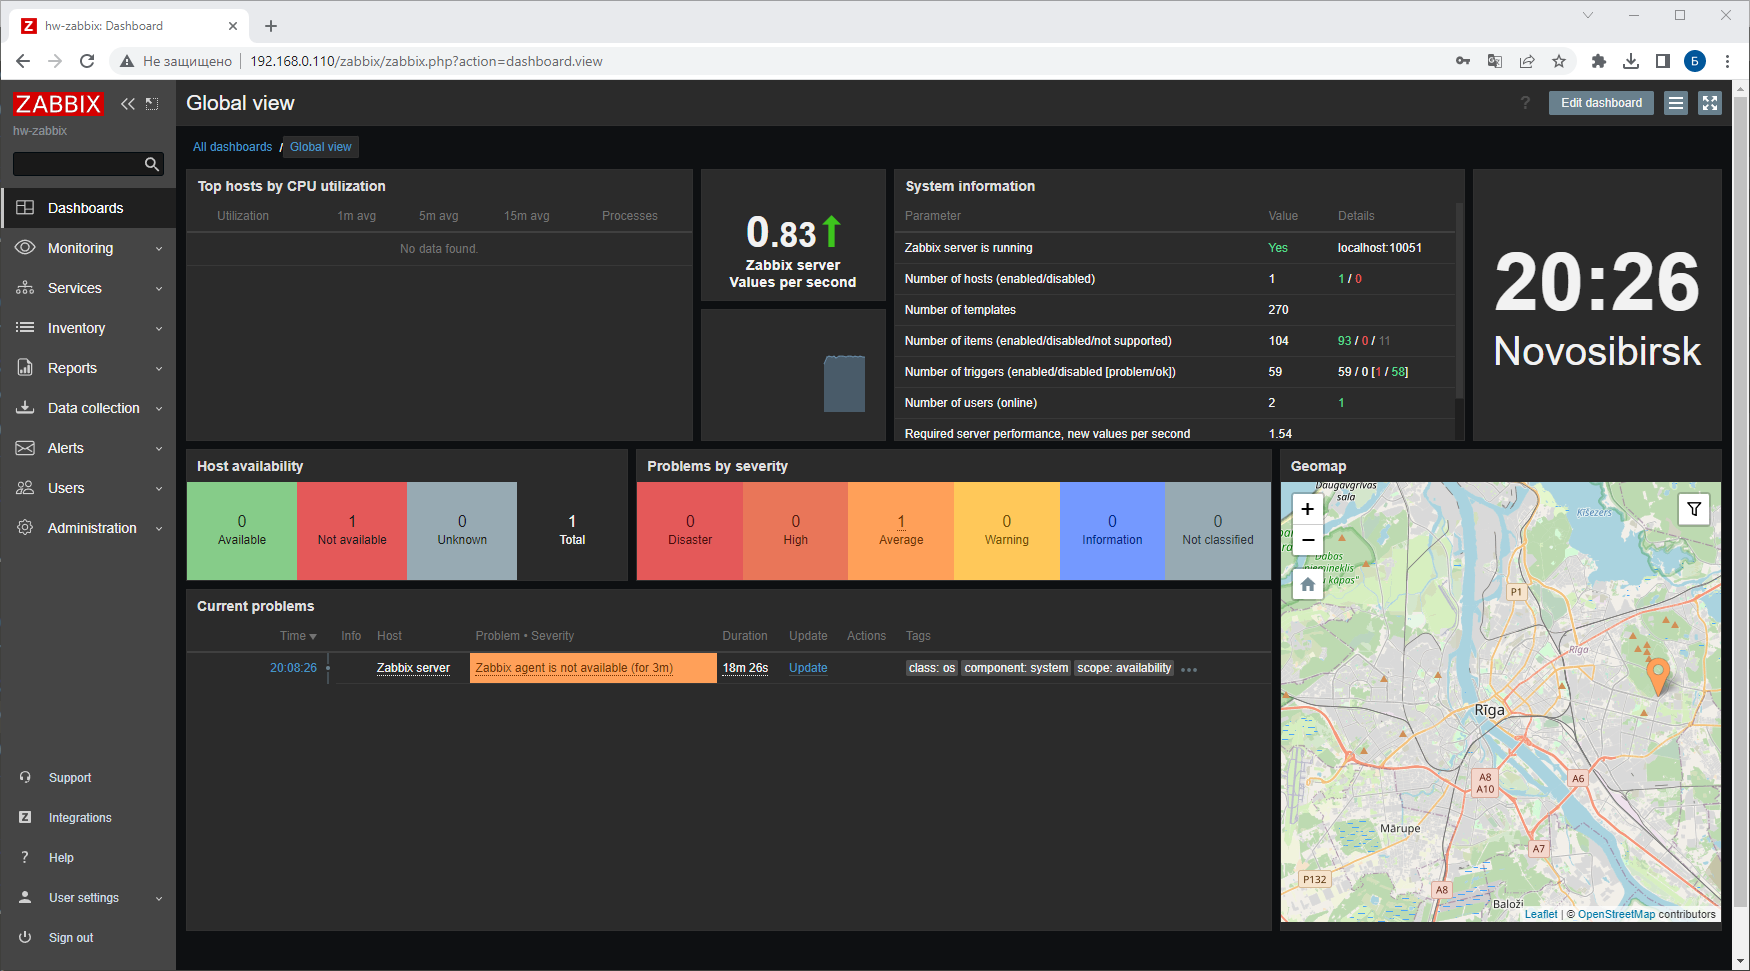 hw-zabbix: Dashboard
Не защищено
192.168.0.110/zabbix/zabbix.php?action=dashboard.view
Б
ZABBIX
hw-zabbix
Dashboards
Monitoring
Services
Inventory
Reports
Data collection
Alerts
Users
Administration
Support
Integrations
Help
User settings
Sign out
Global view
? Edit dashboard
All dashboards / Global view
Top hosts by CPU utilization
Utilization 1m avg 5m avg 15m avg Processes
No data found.
0.83
Zabbix server
Values per second
System information
Parameter Value Details
Zabbix server is running Yes localhost:10051
Number of hosts (enabled/disabled) 1 1 / 0
Number of templates 270
Number of items (enabled/disabled/not supported) 104 93 / 0 / 11
Number of triggers (enabled/disabled [problem/ok]) 59 59 / 0 [1 / 58]
Number of users (online) 2 1
Required server performance, new values per second 1.54
20:26
Novosibirsk
Host availability
0 1 0 1
Available Not available Unknown Total
Problems by severity
0 0 1 0 0 0
Disaster High Average Warning Information Not classified
Current problems
Time Info Host Problem • Severity Duration Update Actions Tags
20:08:26 Zabbix server Zabbix agent is not available (for 3m) 18m 26s Update class: os component: system scope: availability
Geomap
Daugavgrīvas
sala
Ķīšezers
+
−
Dabas
piemineklis
kāpas"
P1
Rīga
Rīga
A8
A10
A6
Mārupe
A7
P132
A8
Baloži
Leaflet | © OpenStreetMap contributors